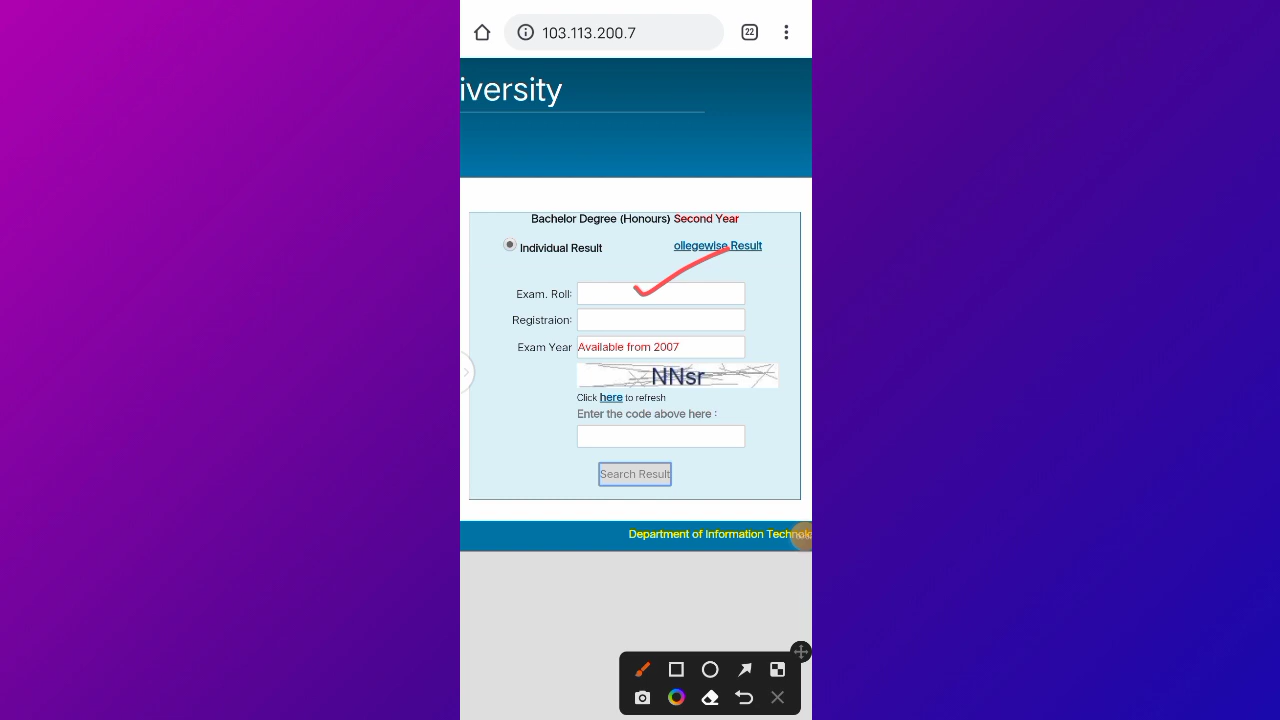 22
103.113.200.7
iversity
Bachelor Degree (Honours) Second Year
Individual Result
ollegewise Result
Exam. Roll:
Registraion:
Exam Year
Available from 2007
NNsr
Click here to refresh
Enter the code above here :
Search Result
Department of Information